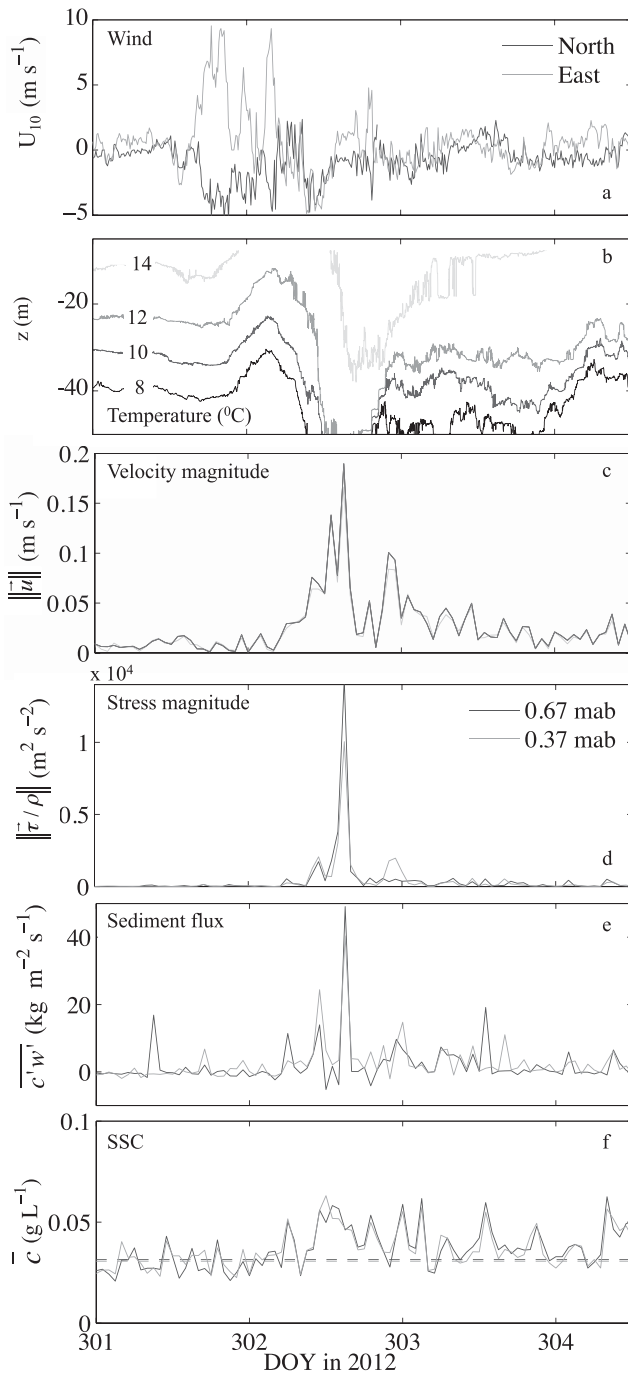 10
5
0
−5
U10 (m s−1)
Wind
North
East
a
-20
-40
z (m)
14
12
10
8
Temperature (0C)
b
0.2
0.15
0.1
0.05
0
||u⃗|| (m s−1)
Velocity magnitude
c
x 10^4
1
0.5
0
||τ⃗ / ρ|| (m2 s−2)
Stress magnitude
0.67 mab
0.37 mab
d
40
20
0
c'w' (kg m−2 s−1)
Sediment flux
e
0.1
0.05
0
c (g L−1)
SSC
f
301
302
303
304
DOY in 2012